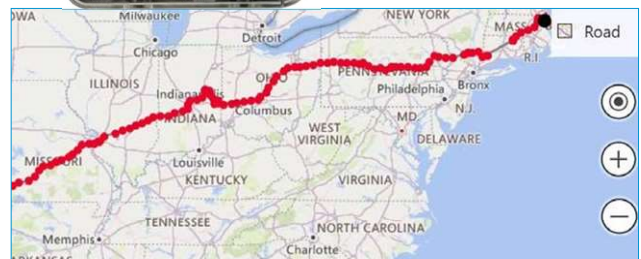 OWA
Milwaukee
NEW YORK
MASS
Road
Detroit
Chicago
R.I.
OHIO
PENNSYLVANIA
ILLINOIS
Indianapolis
Philadelphia
Bronx
Columbus
N.J.
INDIANA
MD.
WEST
VIRGINIA
DELAWARE
MISSOURI
Louisville
KENTUCKY
VIRGINIA
TENNESSEE
NORTH CAROLINA
Memphis
Charlotte